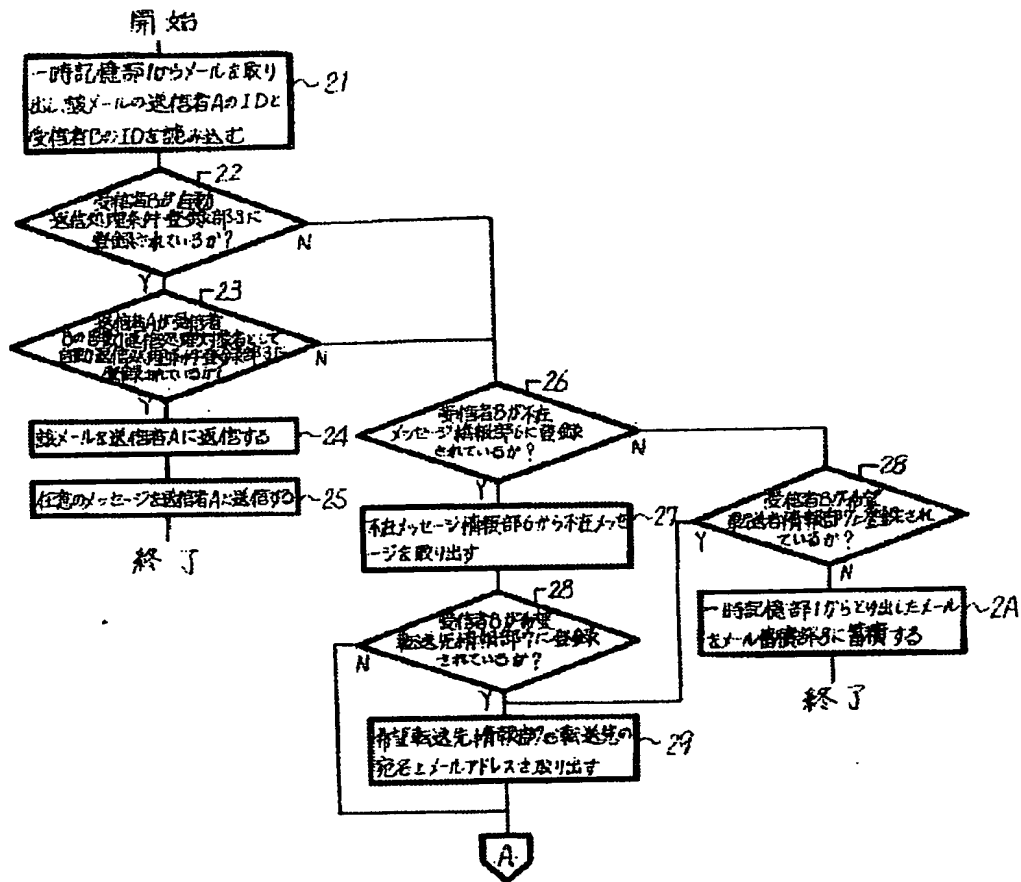 開始
一時記憶部1からメールを取り
出し、該メールの送信者AのIDと
受信者BのIDを読み込む
21
22
受信者Bが自動
返信処理条件登録部3に
登録されているか?
N
Y
23
送信者Aが受信者
Bの自動返信処理対象者として
自動返信処理条件登録部3に
登録されているか?
N
Y
該メールを送信者Aに返信する
24
任意のメッセージを送信者Aに送信する
25
終了
26
受信者Bが不在
メッセージ情報部6に登録
されているか?
N
Y
不在メッセージ情報部6から不在メッセ
ージを取り出す
27
28
受信者Bが希望
転送先情報部7に登録
されているか?
N
Y
希望転送先情報部7から転送先の
宛名とメールアドレスを取り出す
29
A
28
受信者Bが希望
転送者情報部7に登録され
ているか?
Y
N
一時記憶部1からとり出したメール
をメール蓄積部8に蓄積する
2A
終了